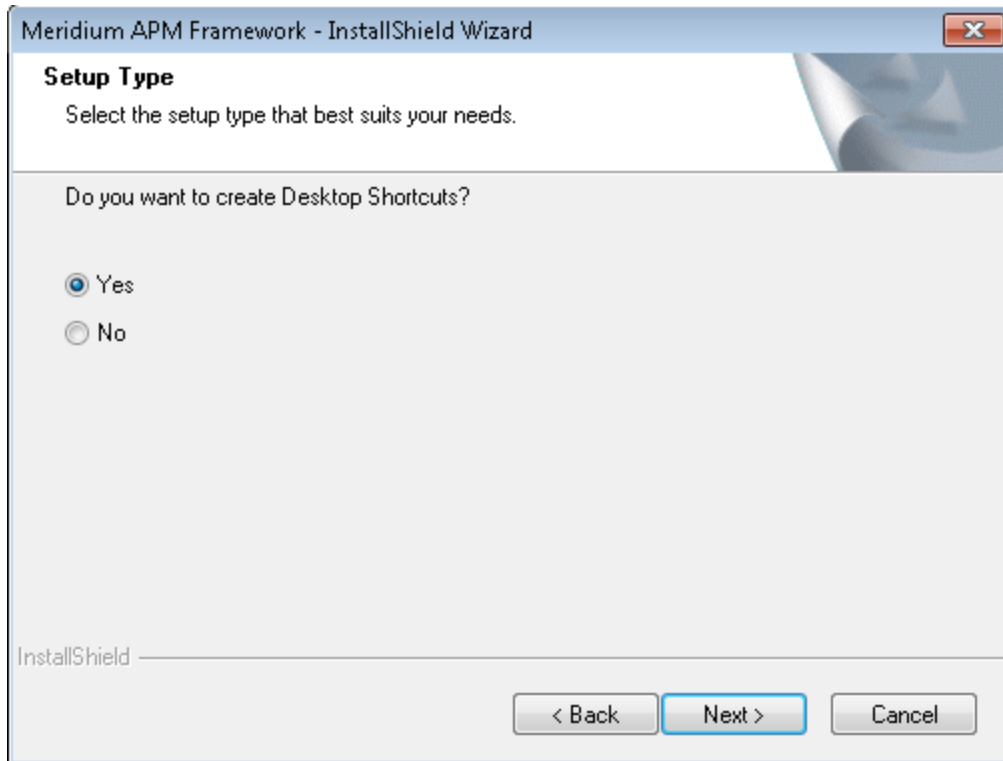 Meridium APM Framework - InstallShield Wizard
Setup Type
Select the setup type that best suits your needs.
Do you want to create Desktop Shortcuts?
Yes
No
InstallShield
< Back Next > Cancel